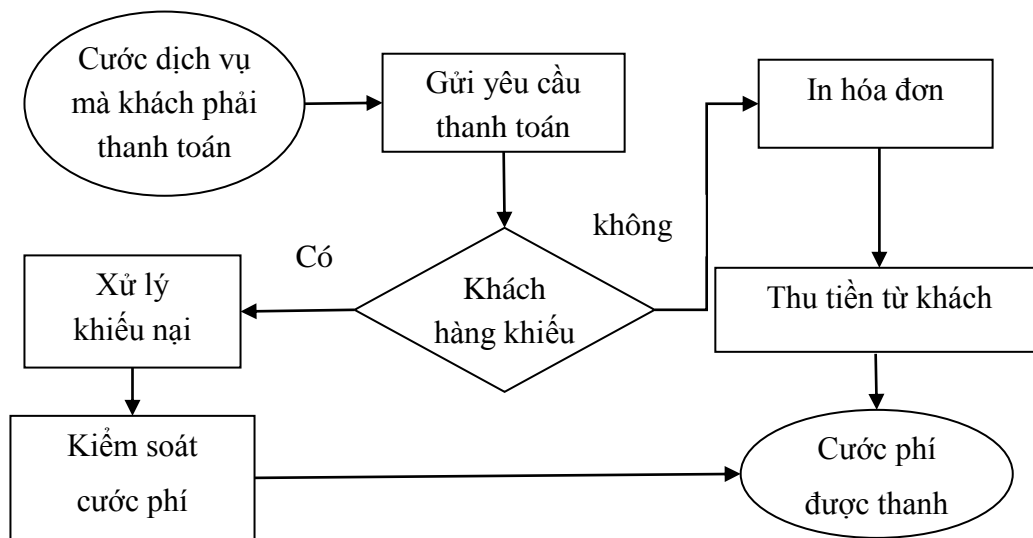 Cước dịch vụ
mà khách phải
thanh toán
Gửi yêu cầu
thanh toán
In hóa đơn
không
Có
Khách
hàng khiếu
Xử lý
khiếu nại
Thu tiền từ khách
Kiểm soát
cước phí
Cước phí
được thanh